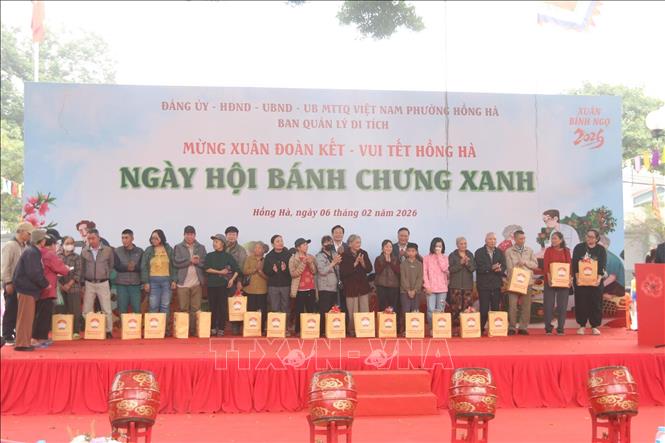 ĐẢNG ỦY - HĐND - UBND - UB MTTQ VIỆT NAM PHƯỜNG HỒNG HÀ
BAN QUẢN LÝ DI TÍCH
XUÂN
BÍNH NGỌ
2026
MỪNG XUÂN ĐOÀN KẾT - VUI TẾT HỒNG HÀ
NGÀY HỘI BÁNH CHƯNG XANH
Hồng Hà, ngày 06 tháng 02 năm 2026
TTXVN-VNA